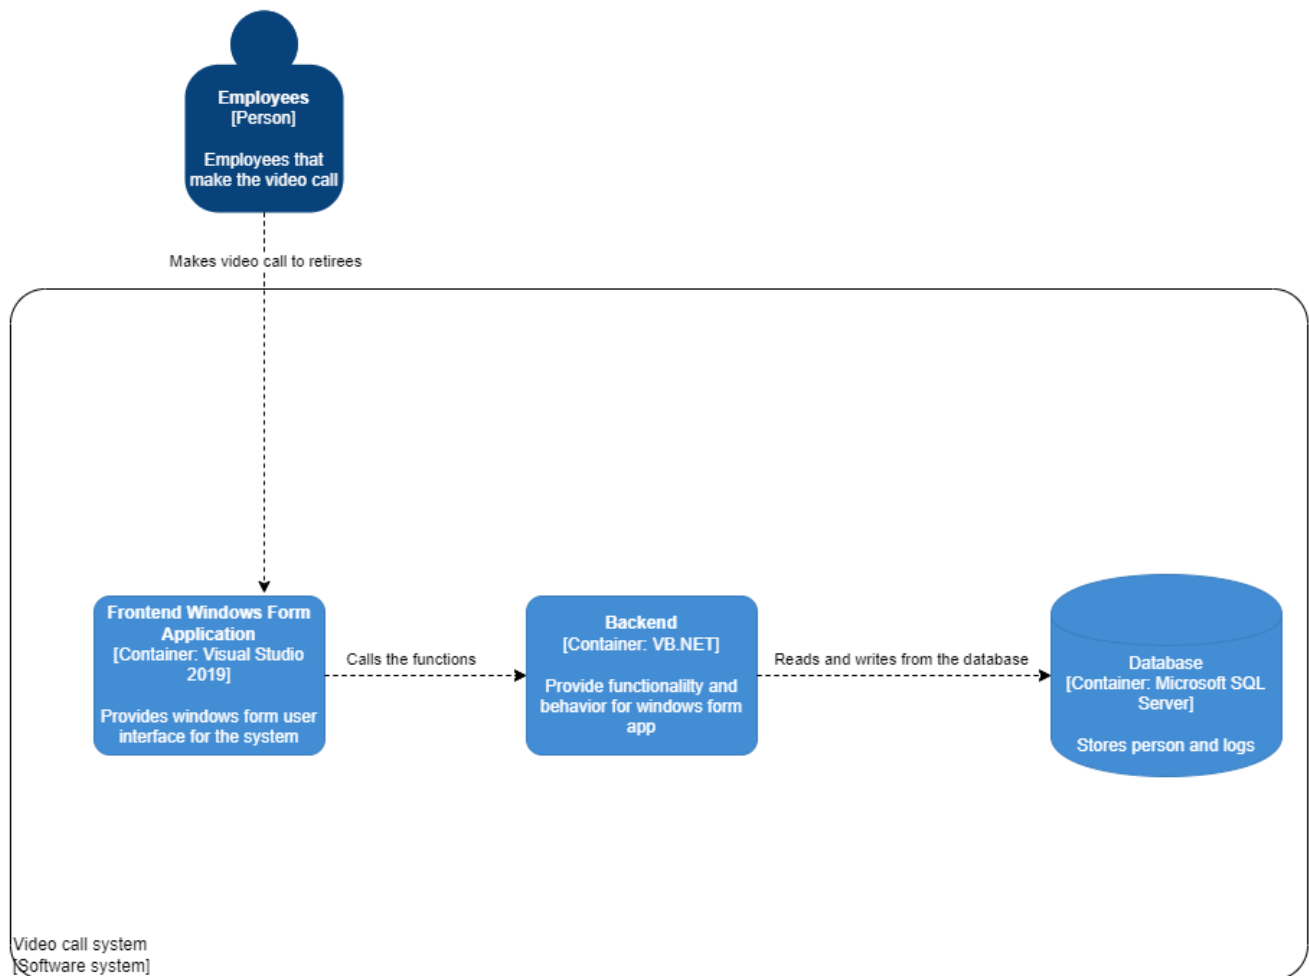 Employees
[Person]
Employees that
make the video call
Makes video call to retirees
Frontend Windows Form
Application
[Container: Visual Studio
2019]
Provides windows form user
interface for the system
Calls the functions
Backend
[Container: VB.NET]
Provide functionalilty and
behavior for windows form
app
Reads and writes from the database
Database
[Container: Microsoft SQL
Server]
Stores person and logs
Video call system
[Software system]